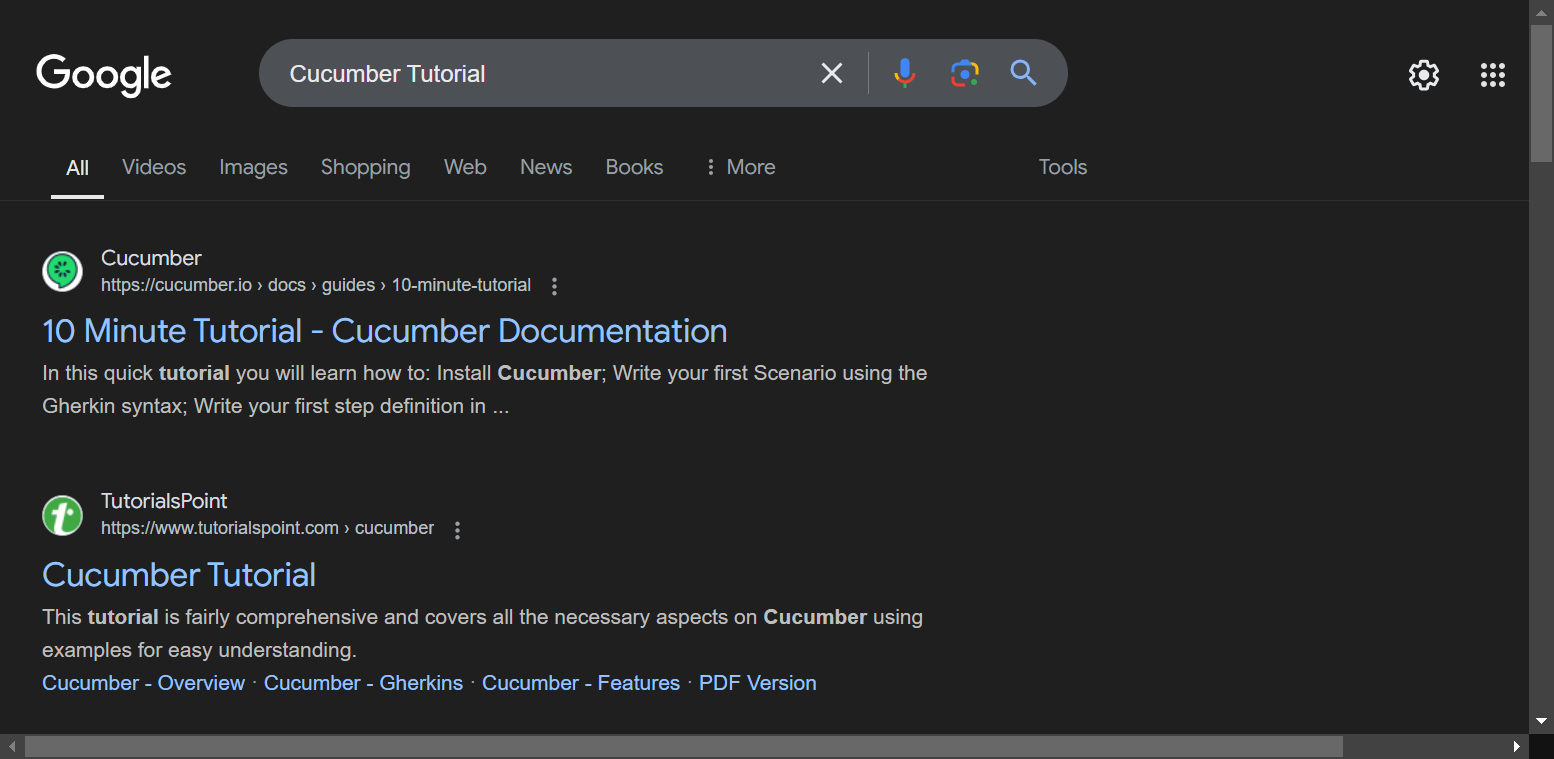 Google
Cucumber Tutorial
All Videos Images Shopping Web News Books More Tools
Cucumber
https://cucumber.io › docs › guides › 10-minute-tutorial
10 Minute Tutorial - Cucumber Documentation
In this quick tutorial you will learn how to: Install Cucumber; Write your first Scenario using the
Gherkin syntax; Write your first step definition in ...
TutorialsPoint
https://www.tutorialspoint.com › cucumber
Cucumber Tutorial
This tutorial is fairly comprehensive and covers all the necessary aspects on Cucumber using
examples for easy understanding.
Cucumber - Overview · Cucumber - Gherkins · Cucumber - Features · PDF Version